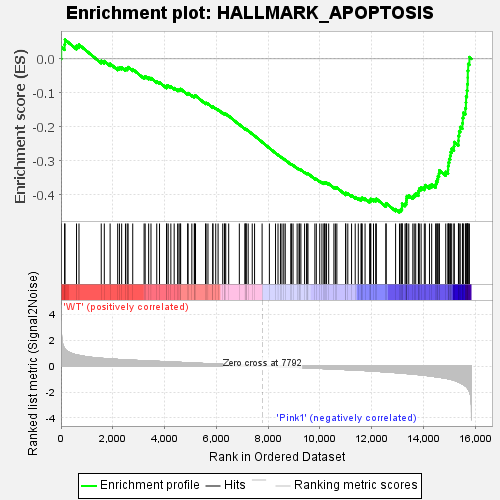 Enrichment plot: HALLMARK_APOPTOSIS
Enrichment score (ES)
0.0
-0.1
-0.2
-0.3
-0.4
Ranked list metric (Signal2Noise)
'WT' (positively correlated)
4
2
0
-2
-4
Zero cross at 7792
'Pink1' (negatively correlated)
0 2,000 4,000 6,000 8,000 10,000 12,000 14,000 16,000
Rank in Ordered Dataset
Enrichment profile Hits Ranking metric scores